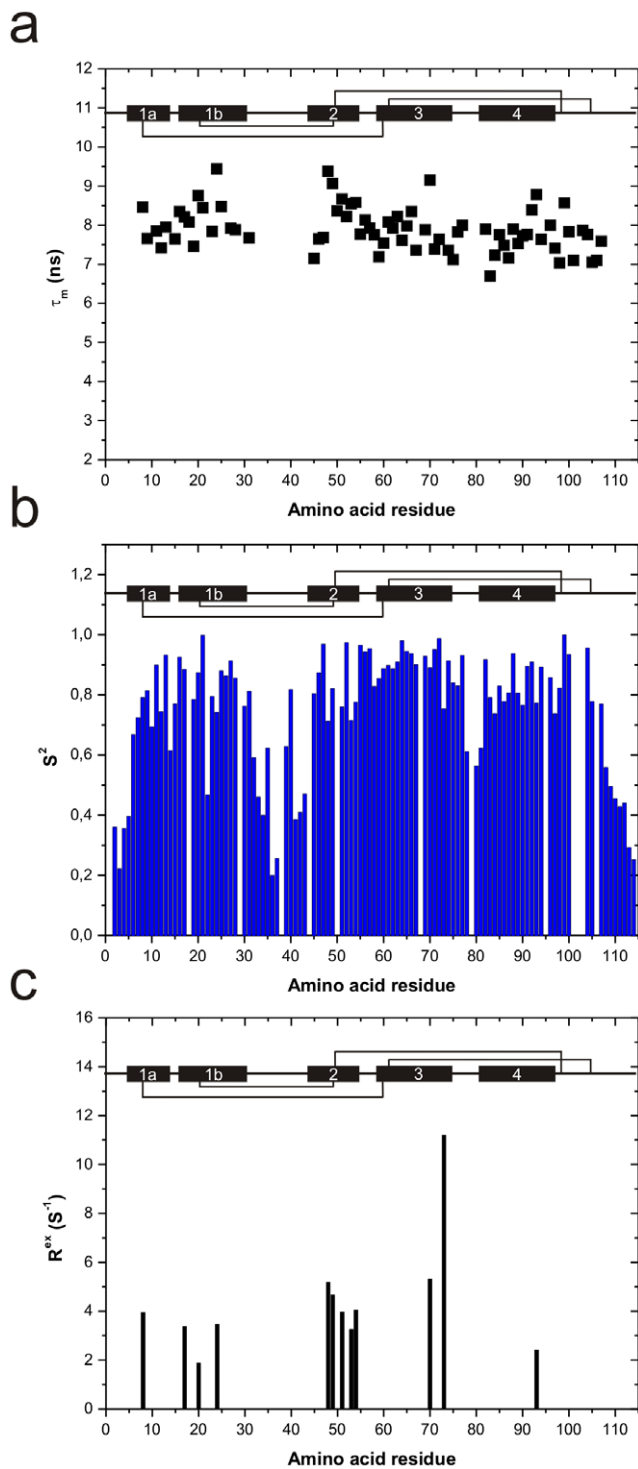 a
12
11
10
9
8
7
6
5
4
3
2
τm (ns)
1a 1b 2 3 4
0 10 20 30 40 50 60 70 80 90 100 110
Amino acid residue
b
1,2
1,0
0,8
0,6
0,4
0,2
0,0
S²
1a 1b 2 3 4
0 10 20 30 40 50 60 70 80 90 100 110
Amino acid residue
c
16
14
12
10
8
6
4
2
0
Rᵉˣ (S⁻¹)
1a 1b 2 3 4
0 10 20 30 40 50 60 70 80 90 100 110
Amino acid residue